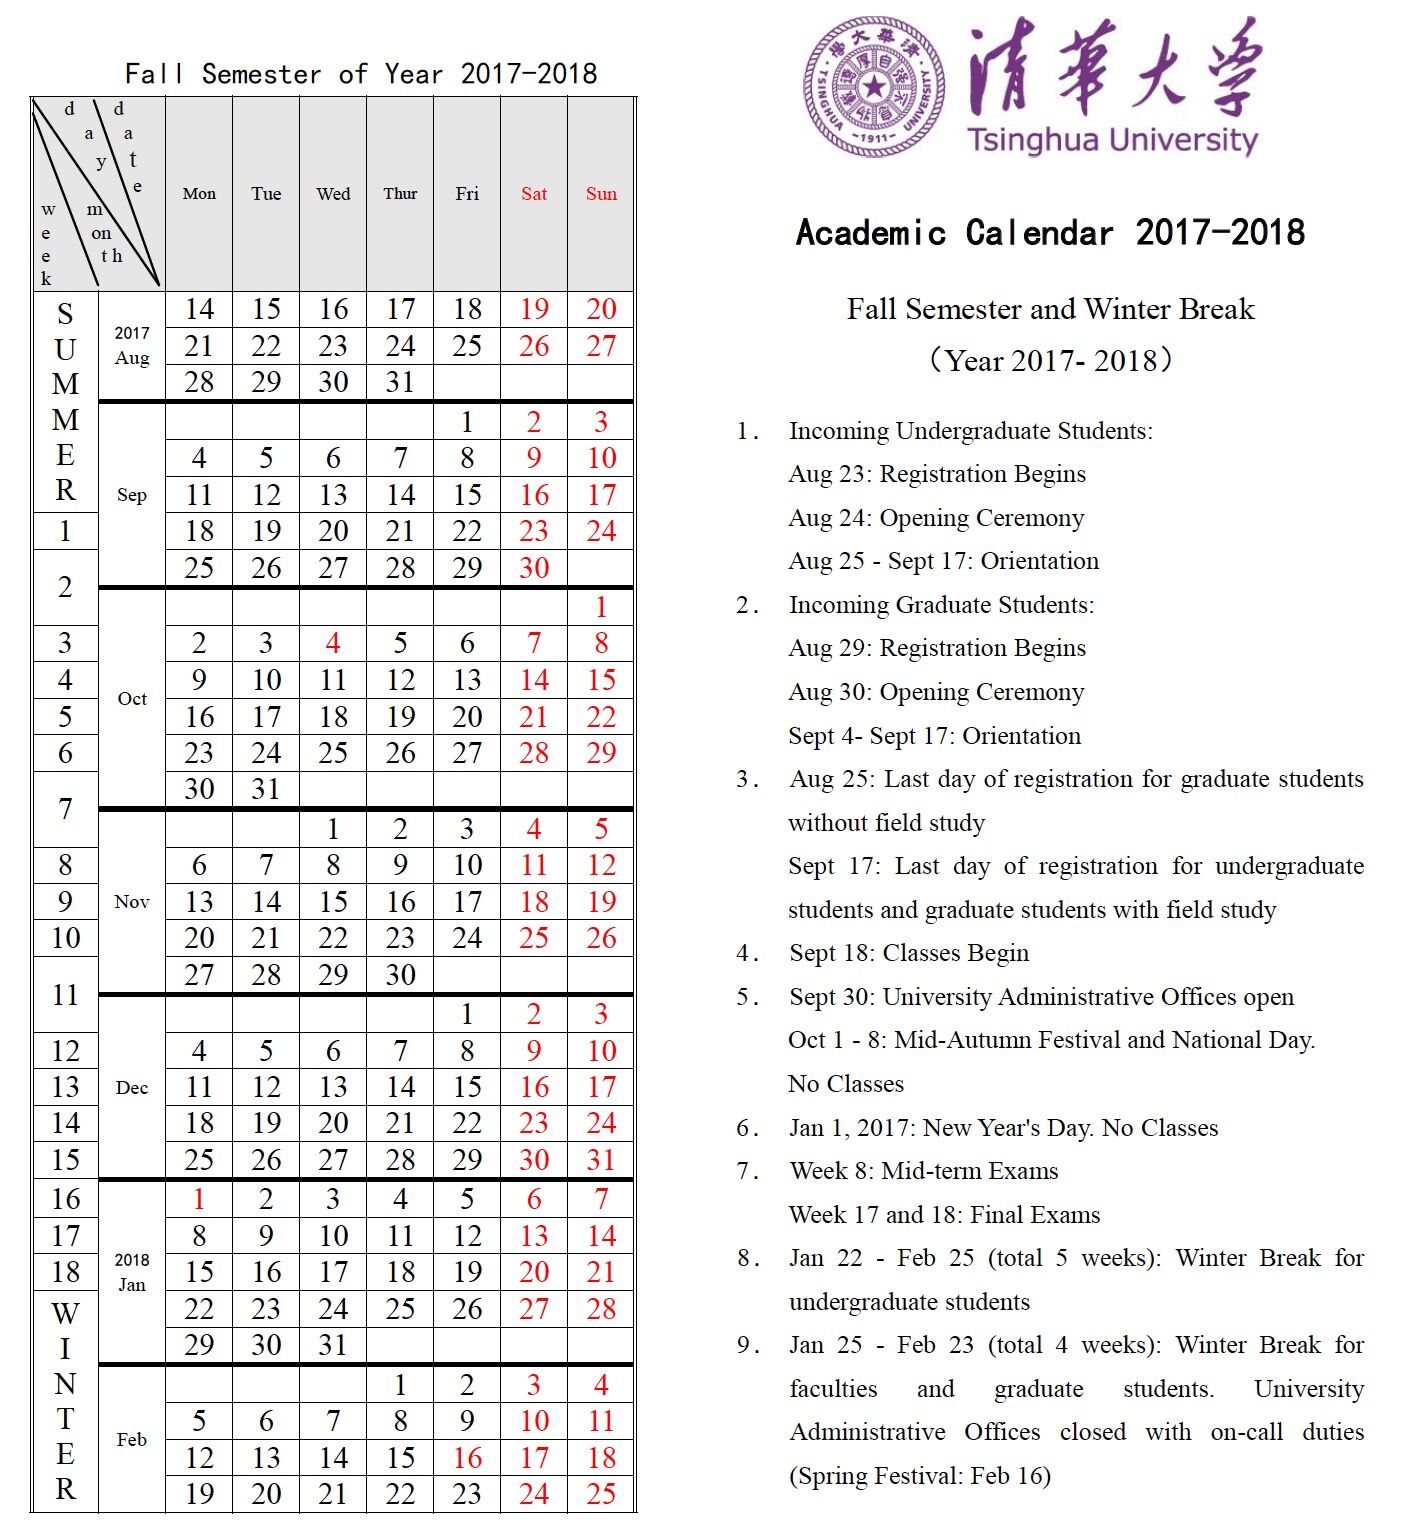 Fall Semester of Year 2017-2018
day date
week month
Mon Tue Wed Thur Fri Sat Sun
SUMMER
2017 Aug
14 15 16 17 18 19 20
21 22 23 24 25 26 27
28 29 30 31
Sep
1 2 3
4 5 6 7 8 9 10
11 12 13 14 15 16 17
1 18 19 20 21 22 23 24
2 25 26 27 28 29 30
Oct
1
3 2 3 4 5 6 7 8
4 9 10 11 12 13 14 15
5 16 17 18 19 20 21 22
6 23 24 25 26 27 28 29
7 30 31
Nov
1 2 3 4 5
8 6 7 8 9 10 11 12
9 13 14 15 16 17 18 19
10 20 21 22 23 24 25 26
11 27 28 29 30
Dec
1 2 3
12 4 5 6 7 8 9 10
13 11 12 13 14 15 16 17
14 18 19 20 21 22 23 24
15 25 26 27 28 29 30 31
2018 Jan
16 1 2 3 4 5 6 7
17 8 9 10 11 12 13 14
18 15 16 17 18 19 20 21
WINTER
22 23 24 25 26 27 28
29 30 31
Feb
1 2 3 4
5 6 7 8 9 10 11
12 13 14 15 16 17 18
19 20 21 22 23 24 25
學大華清
自强不息
厚德載物
TSINGHUA UNIVERSITY
-1911-
清華大学
Tsinghua University
Academic Calendar 2017-2018
Fall Semester and Winter Break
（Year 2017- 2018）
1. Incoming Undergraduate Students:
Aug 23: Registration Begins
Aug 24: Opening Ceremony
Aug 25 - Sept 17: Orientation
2. Incoming Graduate Students:
Aug 29: Registration Begins
Aug 30: Opening Ceremony
Sept 4- Sept 17: Orientation
3. Aug 25: Last day of registration for graduate students
without field study
Sept 17: Last day of registration for undergraduate
students and graduate students with field study
4. Sept 18: Classes Begin
5. Sept 30: University Administrative Offices open
Oct 1 - 8: Mid-Autumn Festival and National Day.
No Classes
6. Jan 1, 2017: New Year's Day. No Classes
7. Week 8: Mid-term Exams
Week 17 and 18: Final Exams
8. Jan 22 - Feb 25 (total 5 weeks): Winter Break for
undergraduate students
9. Jan 25 - Feb 23 (total 4 weeks): Winter Break for
faculties and graduate students. University
Administrative Offices closed with on-call duties
(Spring Festival: Feb 16)